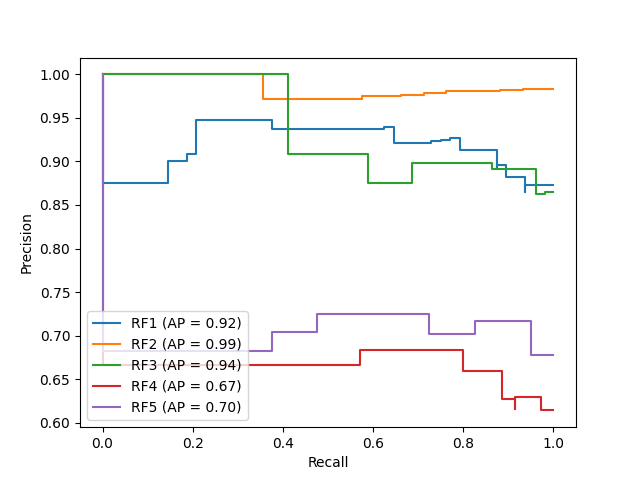 1.00
0.95
0.90
0.85
0.80
0.75
0.70
0.65
0.60
Precision
RF1 (AP = 0.92)
RF2 (AP = 0.99)
RF3 (AP = 0.94)
RF4 (AP = 0.67)
RF5 (AP = 0.70)
0.0 0.2 0.4 0.6 0.8 1.0
Recall